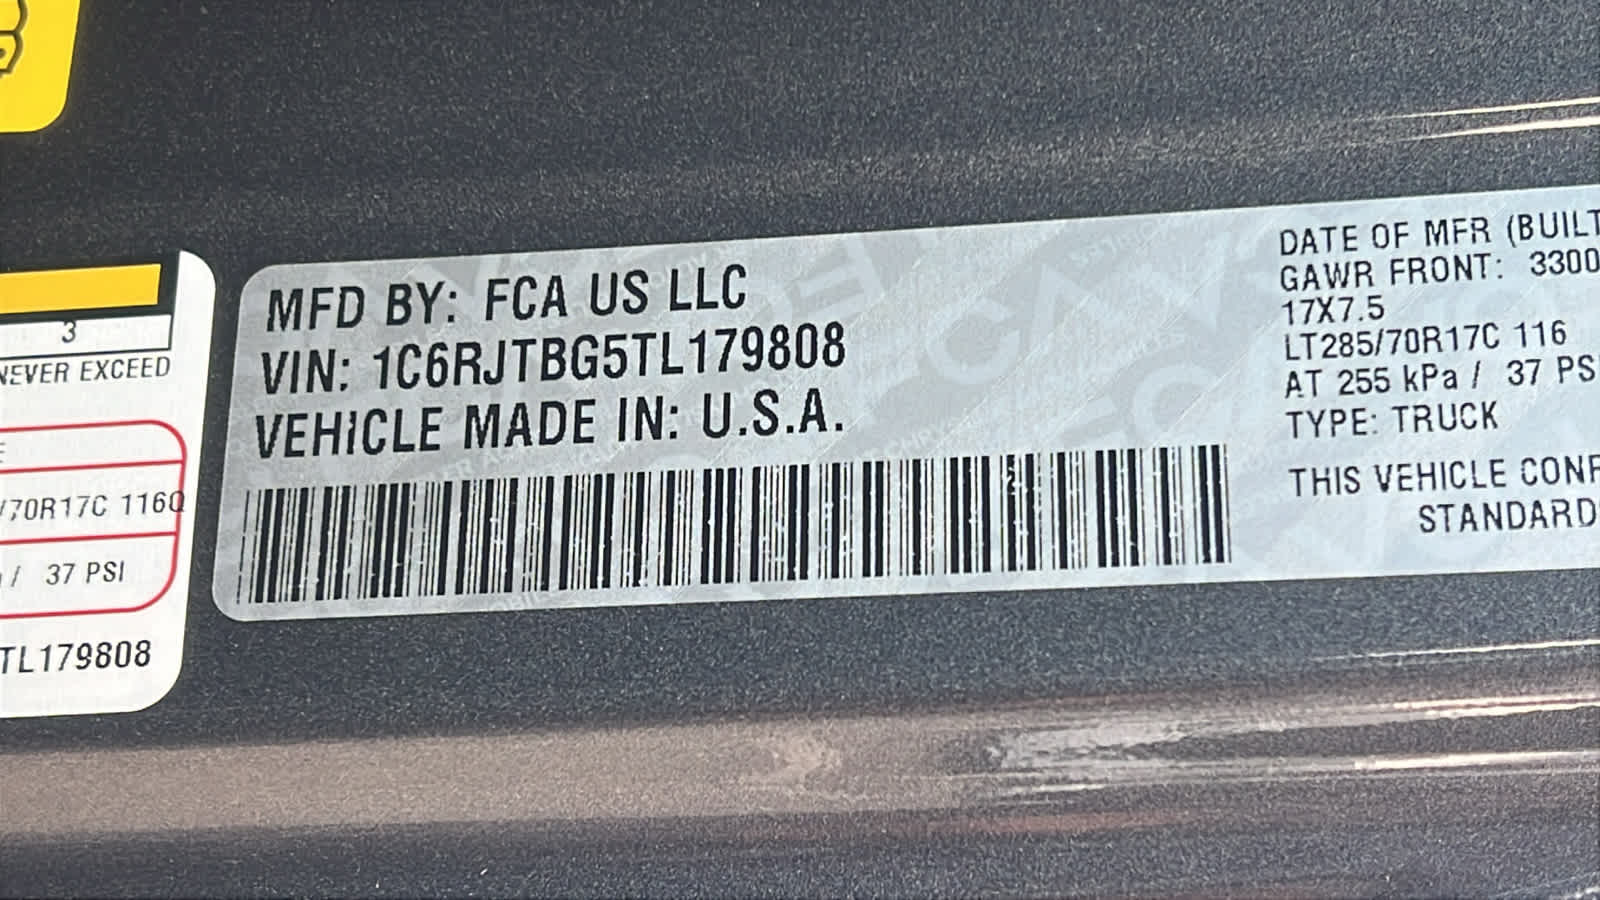 3
NEVER EXCEED
/70R17C 116Q
/ 37 PSI
TL179808
MFD BY: FCA US LLC
VIN: 1C6RJTBG5TL179808
VEHICLE MADE IN: U.S.A.
DATE OF MFR (BUILT
GAWR FRONT: 3300
17X7.5
LT285/70R17C 116
AT 255 kPa / 37 PS
TYPE: TRUCK
THIS VEHICLE CONF
STANDARD